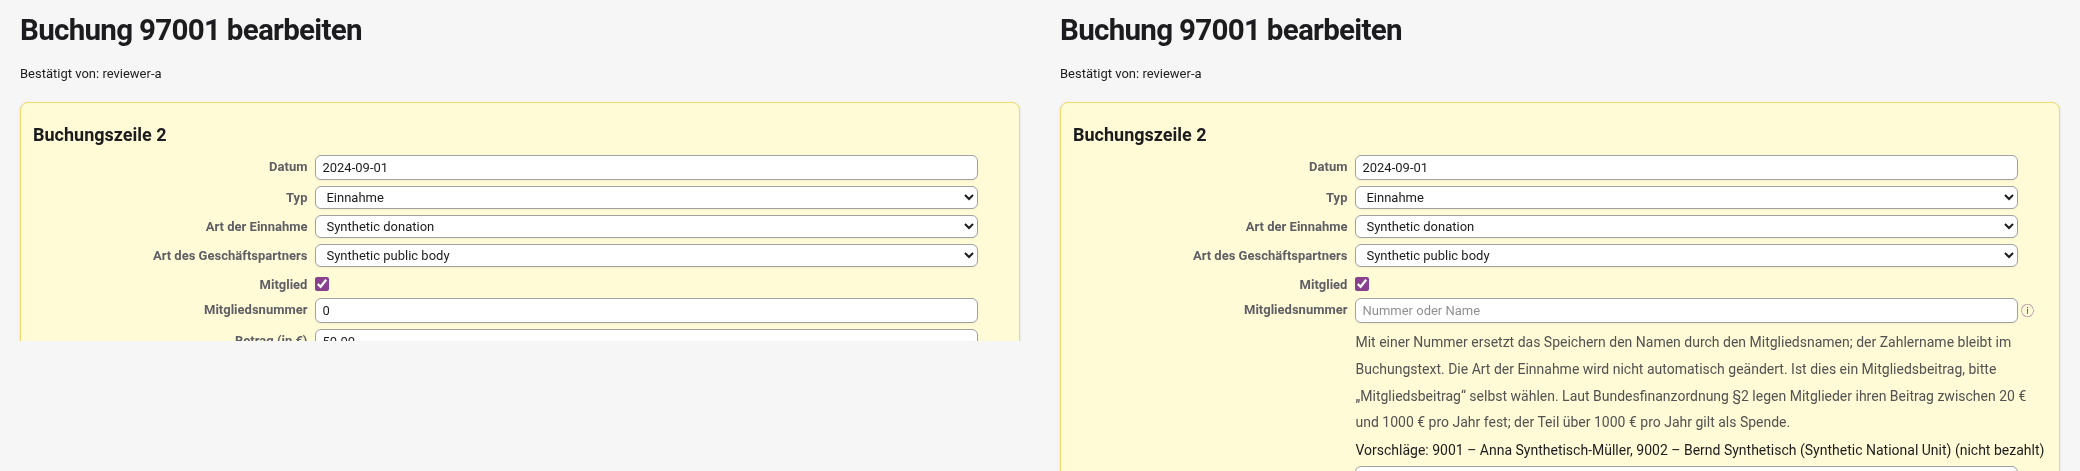 Buchung 97001 bearbeiten
Bestätigt von: reviewer-a
Buchungszeile 2
Datum 2024-09-01
Typ Einnahme
Art der Einnahme Synthetic donation
Art des Geschäftspartners Synthetic public body
Mitglied
Mitgliedsnummer 0
Betrag (in €) 50.00
Buchung 97001 bearbeiten
Bestätigt von: reviewer-a
Buchungszeile 2
Datum 2024-09-01
Typ Einnahme
Art der Einnahme Synthetic donation
Art des Geschäftspartners Synthetic public body
Mitglied
Mitgliedsnummer Nummer oder Name ⓘ
Mit einer Nummer ersetzt das Speichern den Namen durch den Mitgliedsnamen; der Zahlername bleibt im
Buchungstext. Die Art der Einnahme wird nicht automatisch geändert. Ist dies ein Mitgliedsbeitrag, bitte
„Mitgliedsbeitrag“ selbst wählen. Laut Bundesfinanzordnung §2 legen Mitglieder ihren Beitrag zwischen 20 €
und 1000 € pro Jahr fest; der Teil über 1000 € pro Jahr gilt als Spende.
Vorschläge: 9001 – Anna Synthetisch-Müller, 9002 – Bernd Synthetisch (Synthetic National Unit) (nicht bezahlt)